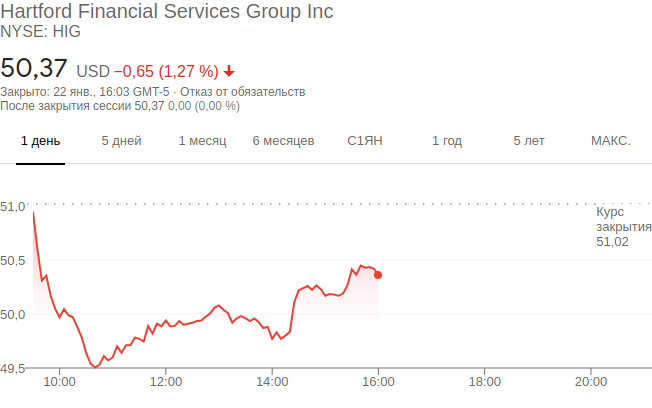 Hartford Financial Services Group Inc
NYSE: HIG
50,37 USD −0,65 (1,27 %)
Закрыто: 22 янв., 16:03 GMT-5 · Отказ от обязательств
После закрытия сессии 50,37 0,00 (0,00 %)
1 день 5 дней 1 месяц 6 месяцев С1ЯН 1 год 5 лет МАКС.
51,0
Курс
закрытия
51,02
50,5
50,0
49,5
10:00 12:00 14:00 16:00 18:00 20:00